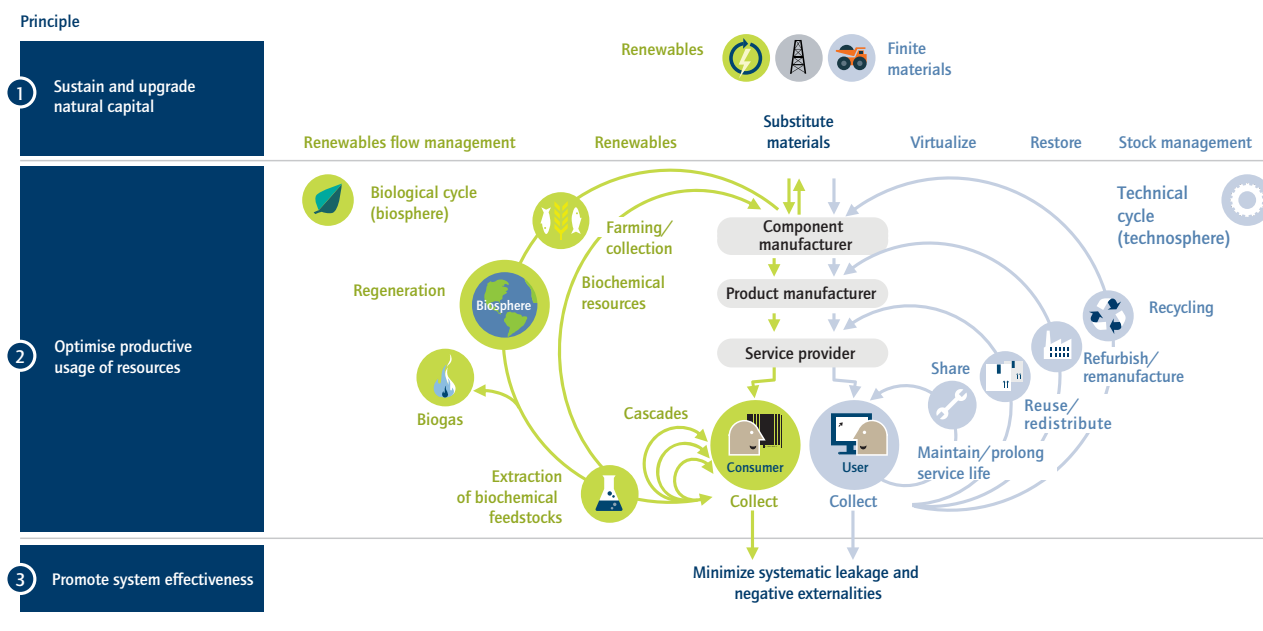 Principle
1
Sustain and upgrade
natural capital
Renewables
Finite
materials
Renewables flow management
Renewables
Substitute
materials
Virtualize
Restore
Stock management
2
Optimise productive
usage of resources
Biological cycle
(biosphere)
Farming/
collection
Biochemical
resources
Regeneration
Biosphere
Biogas
Cascades
Extraction
of biochemical
feedstocks
Component
manufacturer
Product manufacturer
Service provider
Consumer
Collect
User
Collect
Technical
cycle
(technosphere)
Recycling
Refurbish/
remanufacture
Share
Reuse/
redistribute
Maintain/prolong
service life
3
Promote system effectiveness
Minimize systematic leakage and
negative externalities